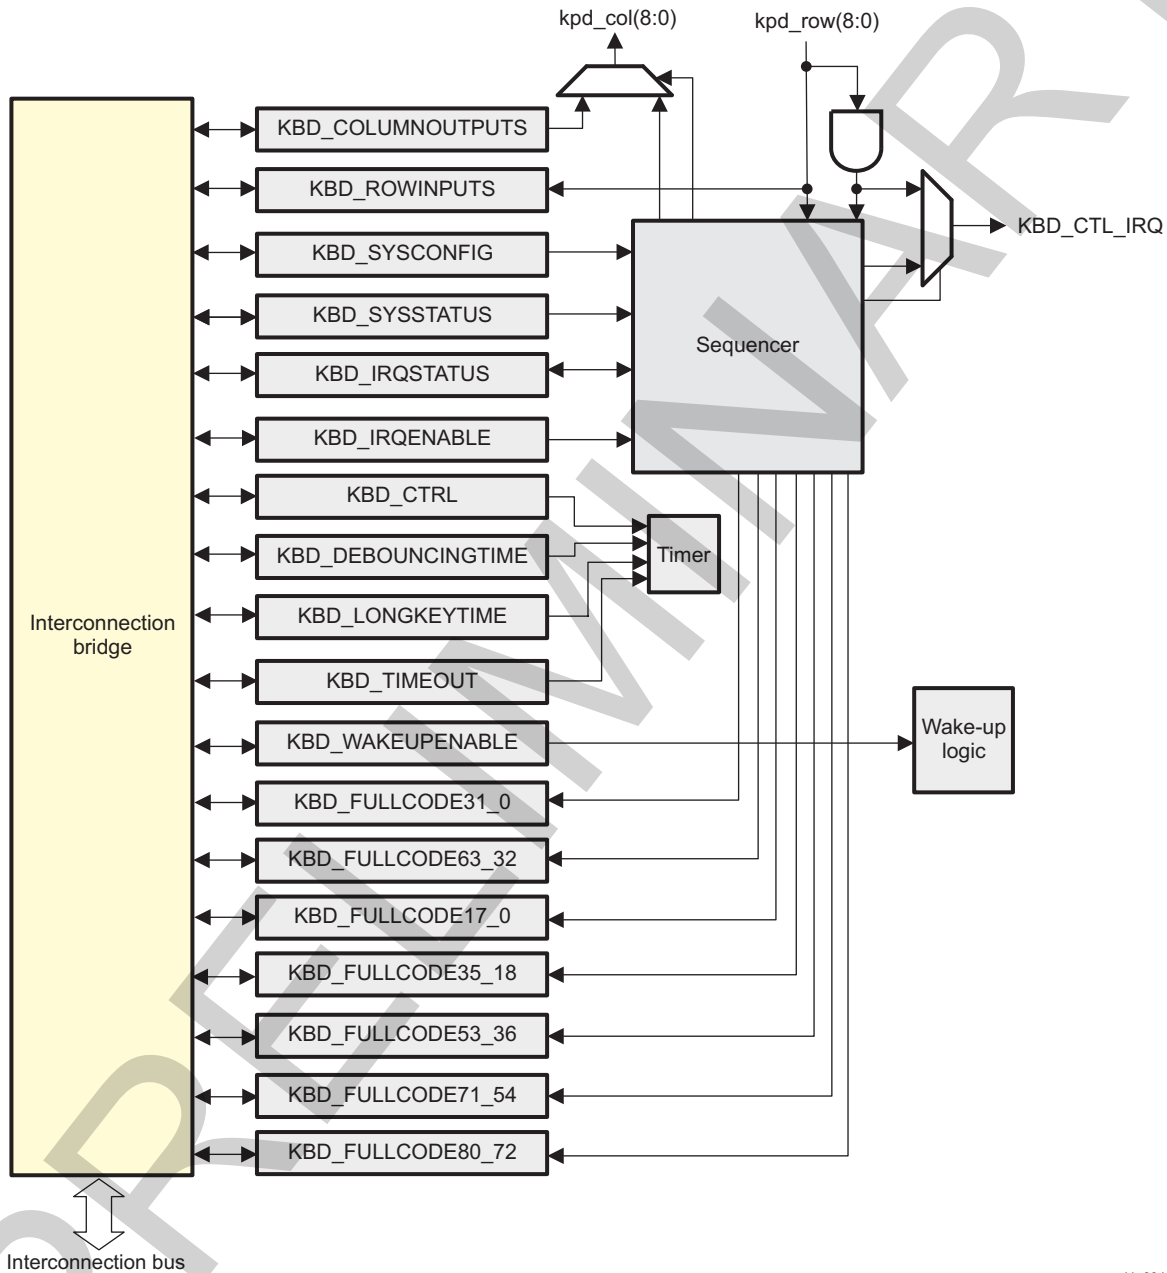 kpd_col(8:0)
kpd_row(8:0)
KBD_COLUMNOUTPUTS
KBD_ROWINPUTS
KBD_CTL_IRQ
KBD_SYSCONFIG
KBD_SYSSTATUS
Sequencer
KBD_IRQSTATUS
KBD_IRQENABLE
KBD_CTRL
KBD_DEBOUNCINGTIME
Timer
KBD_LONGKEYTIME
Interconnection
bridge
KBD_TIMEOUT
KBD_WAKEUPENABLE
Wake-up
logic
KBD_FULLCODE31_0
KBD_FULLCODE63_32
KBD_FULLCODE17_0
KBD_FULLCODE35_18
KBD_FULLCODE53_36
KBD_FULLCODE71_54
KBD_FULLCODE80_72
Interconnection bus
PRELIMINAR